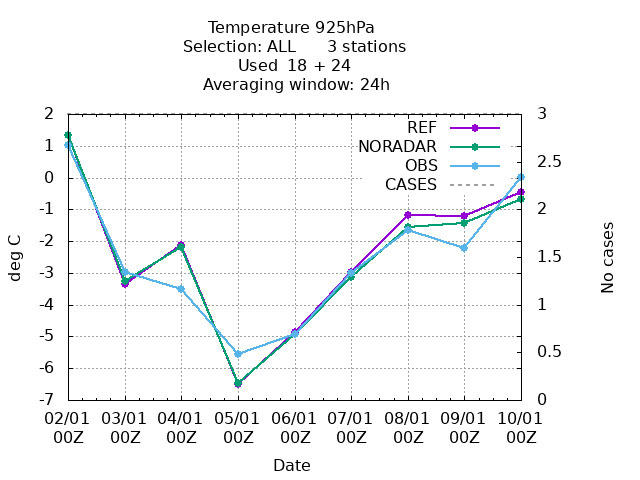 Temperature 925hPa
Selection: ALL      3 stations
Used  18 + 24
Averaging window: 24h
REF
NORADAR
OBS
CASES
2
1
0
-1
-2
-3
-4
-5
-6
-7
3
2.5
2
1.5
1
0.5
0
deg C
No cases
02/01 03/01 04/01 05/01 06/01 07/01 08/01 09/01 10/01
00Z 00Z 00Z 00Z 00Z 00Z 00Z 00Z 00Z
Date